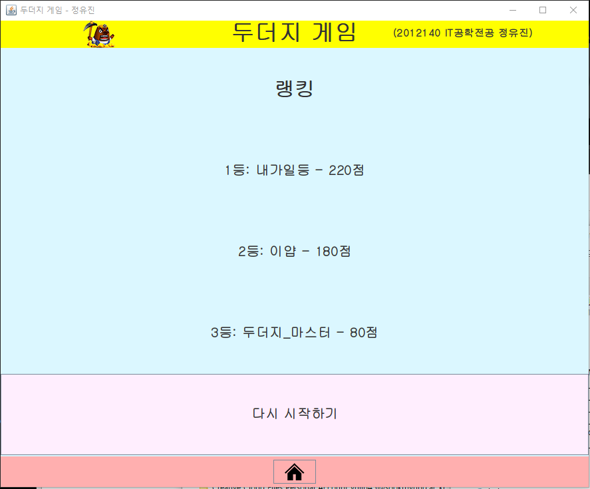 두더지 게임 - 정유진
두더지 게임
(2012140 IT공학전공 정유진)
랭킹
1등: 내가일등 - 220점
2등: 이얍 - 180점
3등: 두더지_마스터 - 80점
다시 시작하기